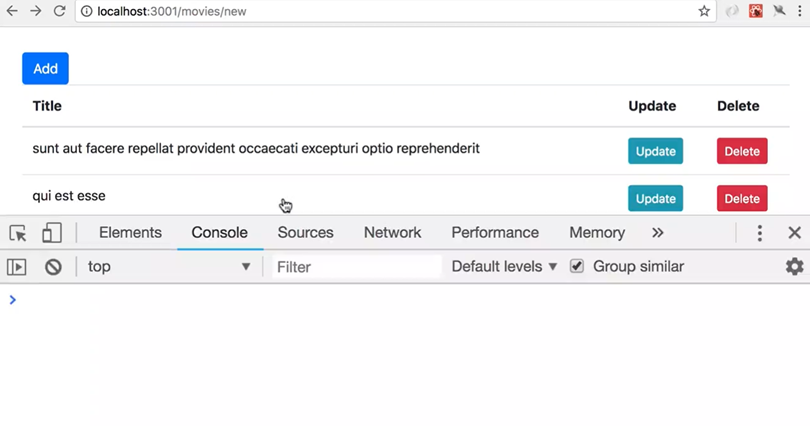 localhost:3001/movies/new
Add
Title Update Delete
sunt aut facere repellat provident occaecati excepturi optio reprehenderit Update Delete
qui est esse Update Delete
Elements Console Sources Network Performance Memory »
top ▼ Filter Default levels ▼ Group similar